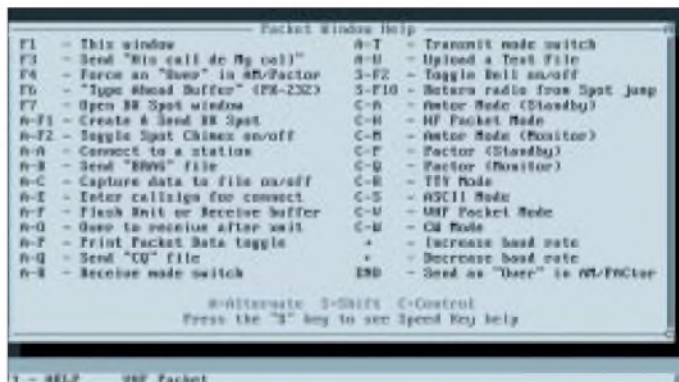 Packet Window Help
F1 - This window
F3 - Send "His call de My call"
F4 - Force an "Over" in AM/Factor
F6 - "Type Ahead Buffer" (PK-232)
F7 - Open DX Spot window
A-F1 - Create & Send DX Spot
A-F2 - Toggle Spot Chimes on/off
A-A - Connect to a station
A-B - Send "BRAG" file
A-C - Capture data to file on/off
A-E - Enter callsign for connect
A-F - Flush Xmit or Receive buffer
A-O - Over to receive after xmit
A-P - Print Packet Data toggle
A-Q - Send "CQ" file
A-R - Receive mode switch
A-T - Transmit mode switch
A-U - Upload a Text File
S-F2 - Toggle Bell on/off
S-F10 - Return radio from Spot jump
C-A - Amtor Mode (Standby)
C-H - HF Packet Mode
C-M - Amtor Mode (Monitor)
C-P - Pactor (Standby)
C-Q - Pactor (Monitor)
C-R - TTY Mode
C-S - ASCII Mode
C-V - VHF Packet Mode
C-W - CW Mode
+ - Increase baud rate
- Decrease baud rate
END - Send an "Over" in AM/PACtor
A-Alternate S-Shift C-Control
Press the "S" key to see Speed Key help
1 - HELP VHF Packet